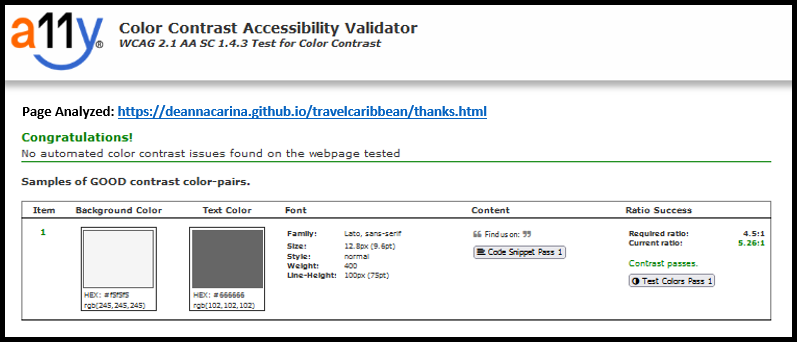 a11y®
Color Contrast Accessibility Validator
WCAG 2.1 AA SC 1.4.3 Test for Color Contrast
Page Analyzed: https://deannacarina.github.io/travelcaribbean/thanks.html
Congratulations!
No automated color contrast issues found on the webpage tested
Samples of GOOD contrast color-pairs.
Item Background Color Text Color Font Content Ratio Success
1
HEX: #f5f5f5
rgb(245,245,245)
HEX: #666666
rgb(102,102,102)
Family: Lato, sans-serif
Size: 12.8px (9.6pt)
Style: normal
Weight: 400
Line-Height: 100px (75pt)
❝ Find us on: ❞
Code Snippet Pass 1
Required ratio: 4.5:1
Current ratio: 5.26:1
Contrast passes.
Test Colors Pass 1